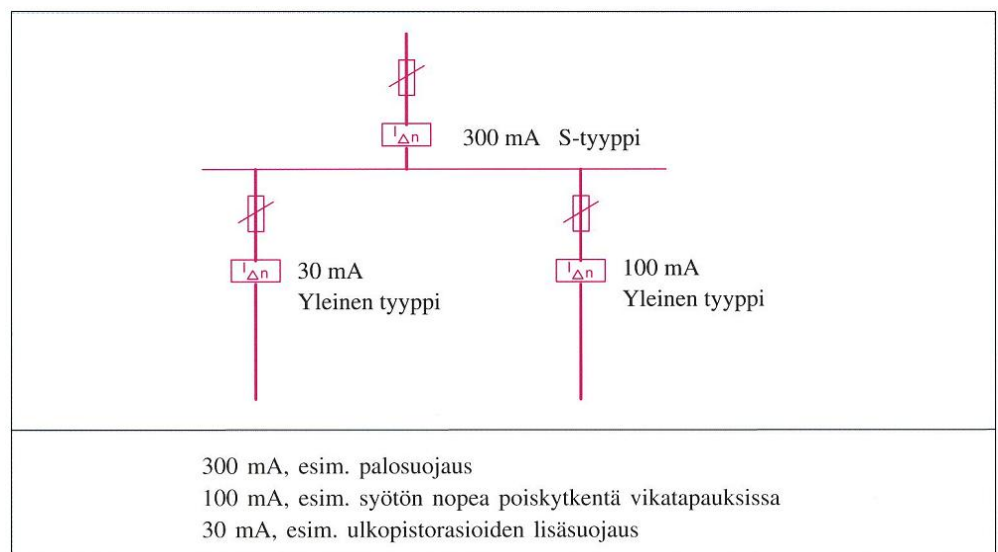 I△n
300 mA S-tyyppi
I△n
30 mA
Yleinen tyyppi
I△n
100 mA
Yleinen tyyppi
300 mA, esim. palosuojaus
100 mA, esim. syötön nopea poiskytkentä vikatapauksissa
30 mA, esim. ulkopistorasioiden lisäsuojaus